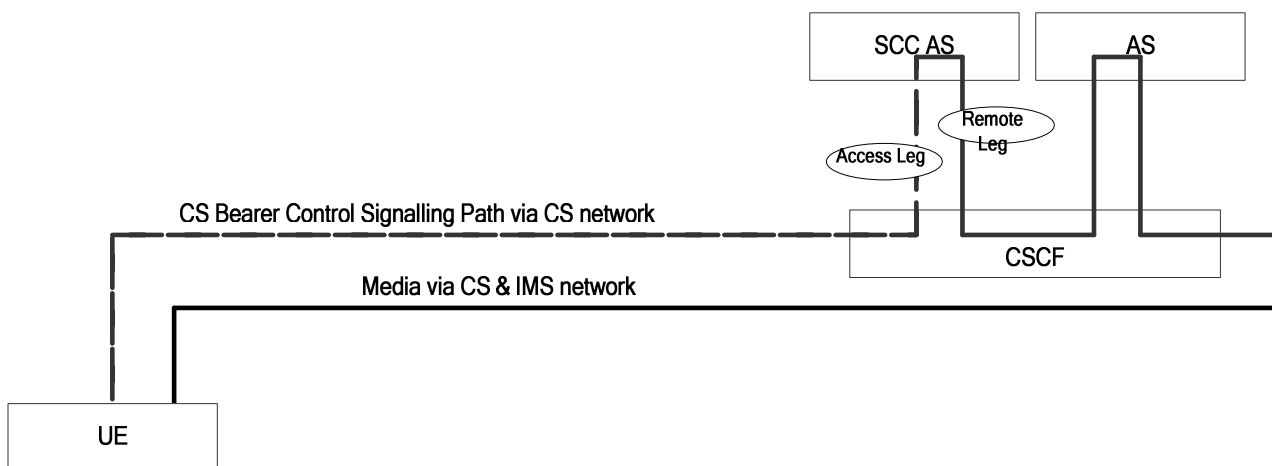 SCC AS
AS
Remote
Leg
Access Leg
CS Bearer Control Signalling Path via CS network
CSCF
Media via CS & IMS network
UE